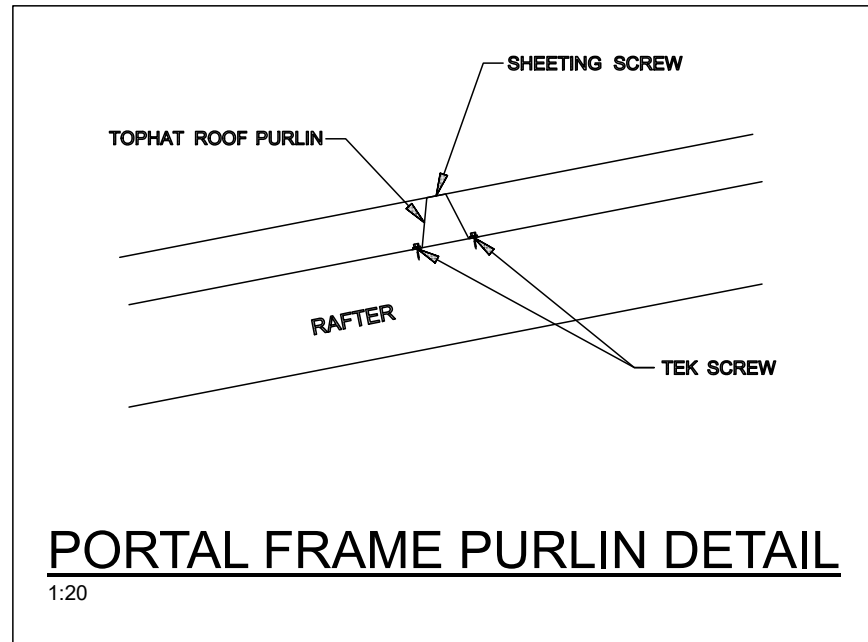 SHEETING SCREW
TOPHAT ROOF PURLIN
RAFTER
TEK SCREW
PORTAL FRAME PURLIN DETAIL
1:20